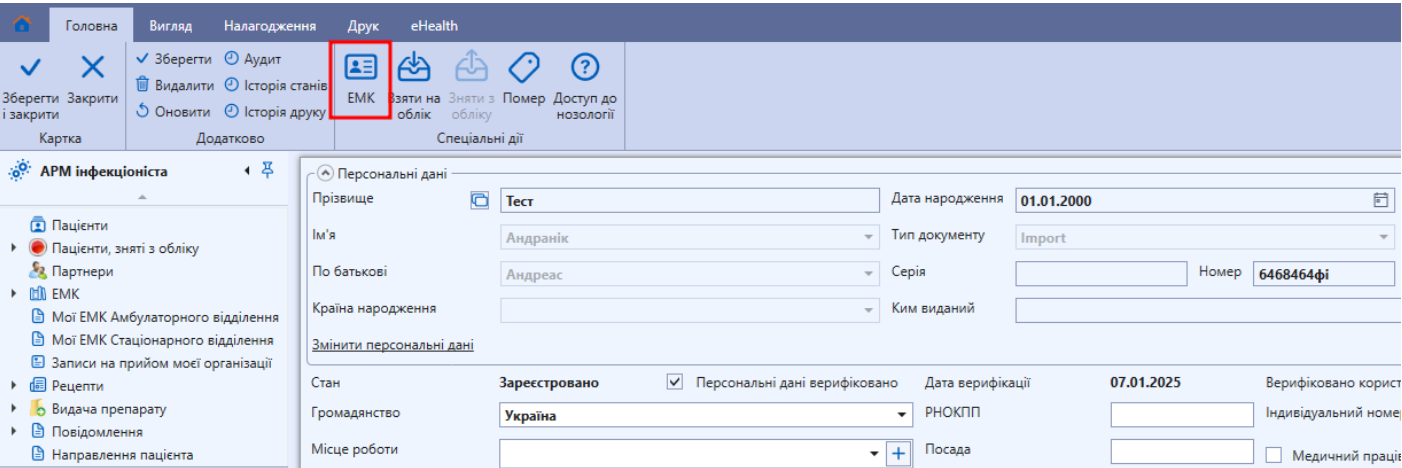 Головна Вигляд Налагодження Друк eHealth
Зберегти і закрити
Закрити
Картка
Зберегти
Видалити
Оновити
Аудит
Історія станів
Історія друку
Додатково
ЕМК
Взяти на облік
Зняти з обліку
Помер
Доступ до нозології
Спеціальні дії
АРМ інфекціоніста
Пацієнти
Пацієнти, зняті з обліку
Партнери
ЕМК
Мої ЕМК Амбулаторного відділення
Мої ЕМК Стаціонарного відділення
Записи на прийом моєї організації
Рецепти
Видача препарату
Повідомлення
Направлення пацієнта
Персональні дані
Прізвище Тест Дата народження 01.01.2000
Ім'я Андранік Тип документу Import
По батькові Андреас Серія Номер 6468464фі
Країна народження Ким виданий
Змінити персональні дані
Стан Зареєстровано Персональні дані верифіковано Дата верифікації 07.01.2025 Верифіковано корист
Громадянство Україна РНОКПП Індивідуальний номе
Місце роботи Посада Медичний праці